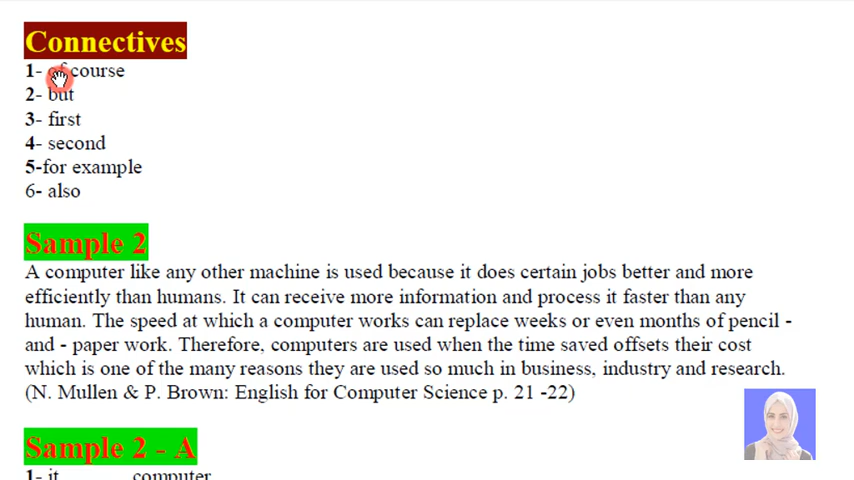 Connectives
1- of course
2- but
3- first
4- second
5-for example
6- also
Sample 2
A computer like any other machine is used because it does certain jobs better and more
efficiently than humans. It can receive more information and process it faster than any
human. The speed at which a computer works can replace weeks or even months of pencil -
and - paper work. Therefore, computers are used when the time saved offsets their cost
which is one of the many reasons they are used so much in business, industry and research.
(N. Mullen & P. Brown: English for Computer Science p. 21 -22)
Sample 2 - A
1- it computer